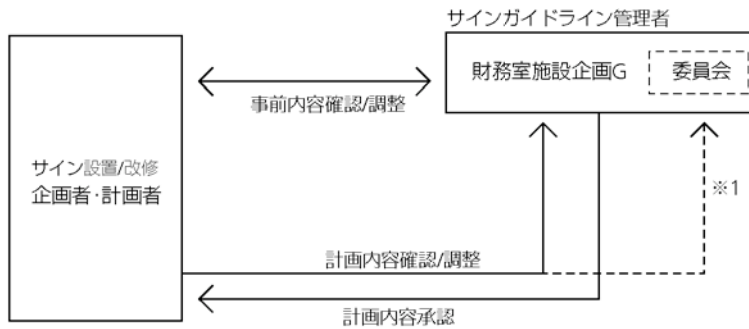 サインガイドライン管理者
財務室施設企画G
委員会
事前内容確認/調整
サイン設置/改修
企画者・計画者
※1
計画内容確認/調整
計画内容承認